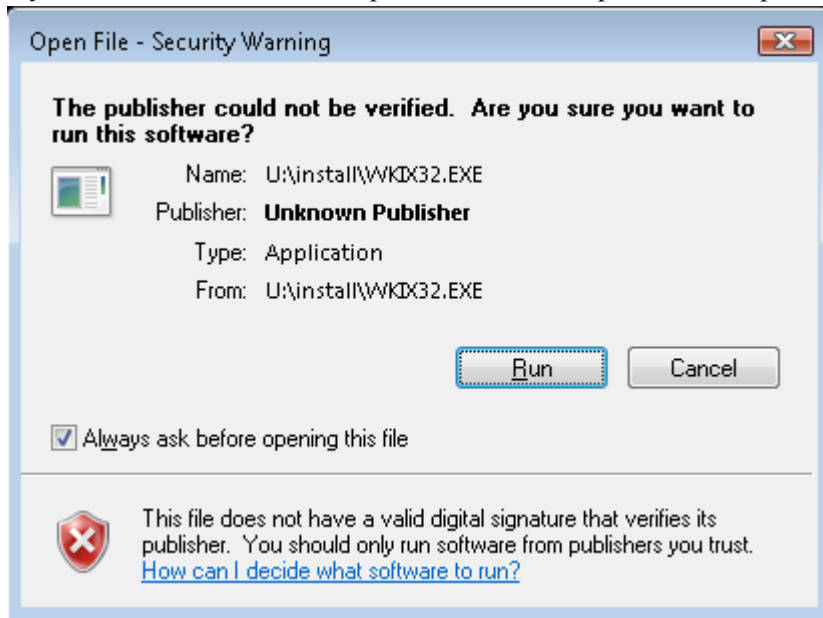 Open File - Security Warning
The publisher could not be verified. Are you sure you want to
run this software?
Name: U:\install\WKIX32.EXE
Publisher: Unknown Publisher
Type: Application
From: U:\install\WKIX32.EXE
Run Cancel
Always ask before opening this file
This file does not have a valid digital signature that verifies its
publisher. You should only run software from publishers you trust.
How can I decide what software to run?